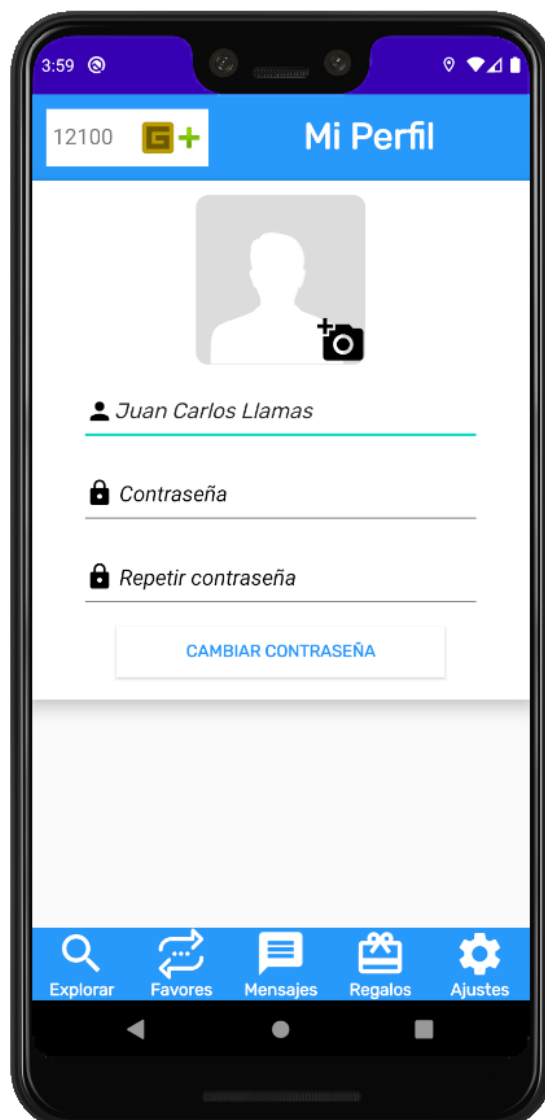 3:59
12100 G+
Mi Perfil
Juan Carlos Llamas
Contraseña
Repetir contraseña
CAMBIAR CONTRASEÑA
Explorar Favores Mensajes Regalos Ajustes